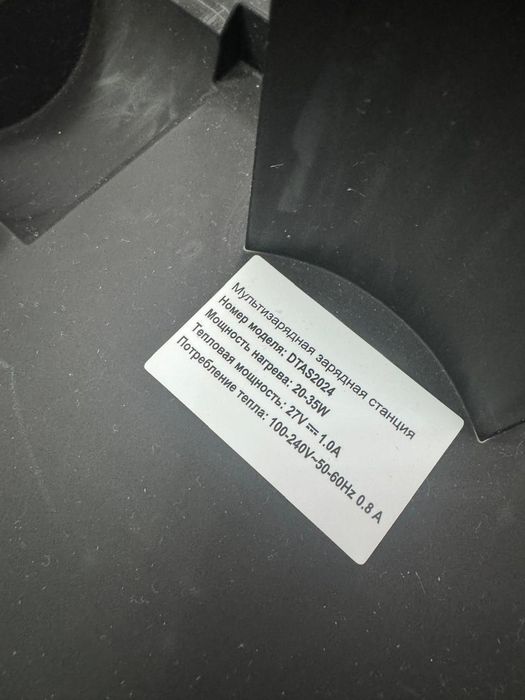 Мультизарядная зарядная станция
Номер модели: DTAS2024
Мощность нагрева: 20-35W
Тепловая мощность: 27V ⎓ 1.0A
Потребление тепла: 100-240V~50-60Hz 0.8 A